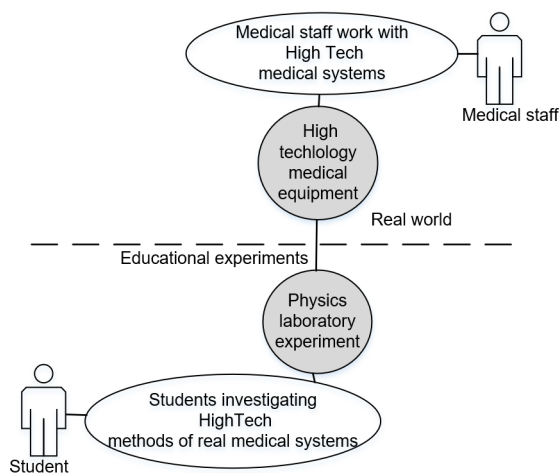 Medical staff work with
High Tech
medical systems
Medical staff
High
techlology
medical
equipment
Real world
Educational experiments
Physics
laboratory
experiment
Students investigating
HighTech
methods of real medical systems
Student